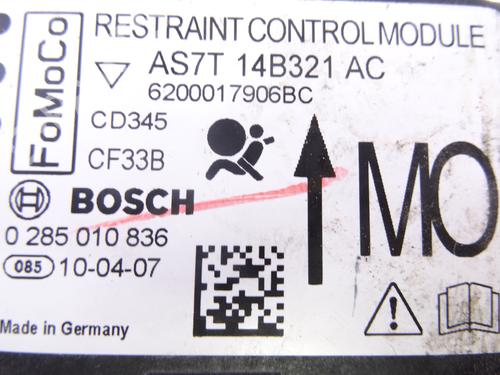 RESTRAINT CONTROL MODULE
FoMoCo
AS7T 14B321 AC
6200017906BC
CD345
CF33B
MO
BOSCH
0 285 010 836
085 10-04-07
Made in Germany